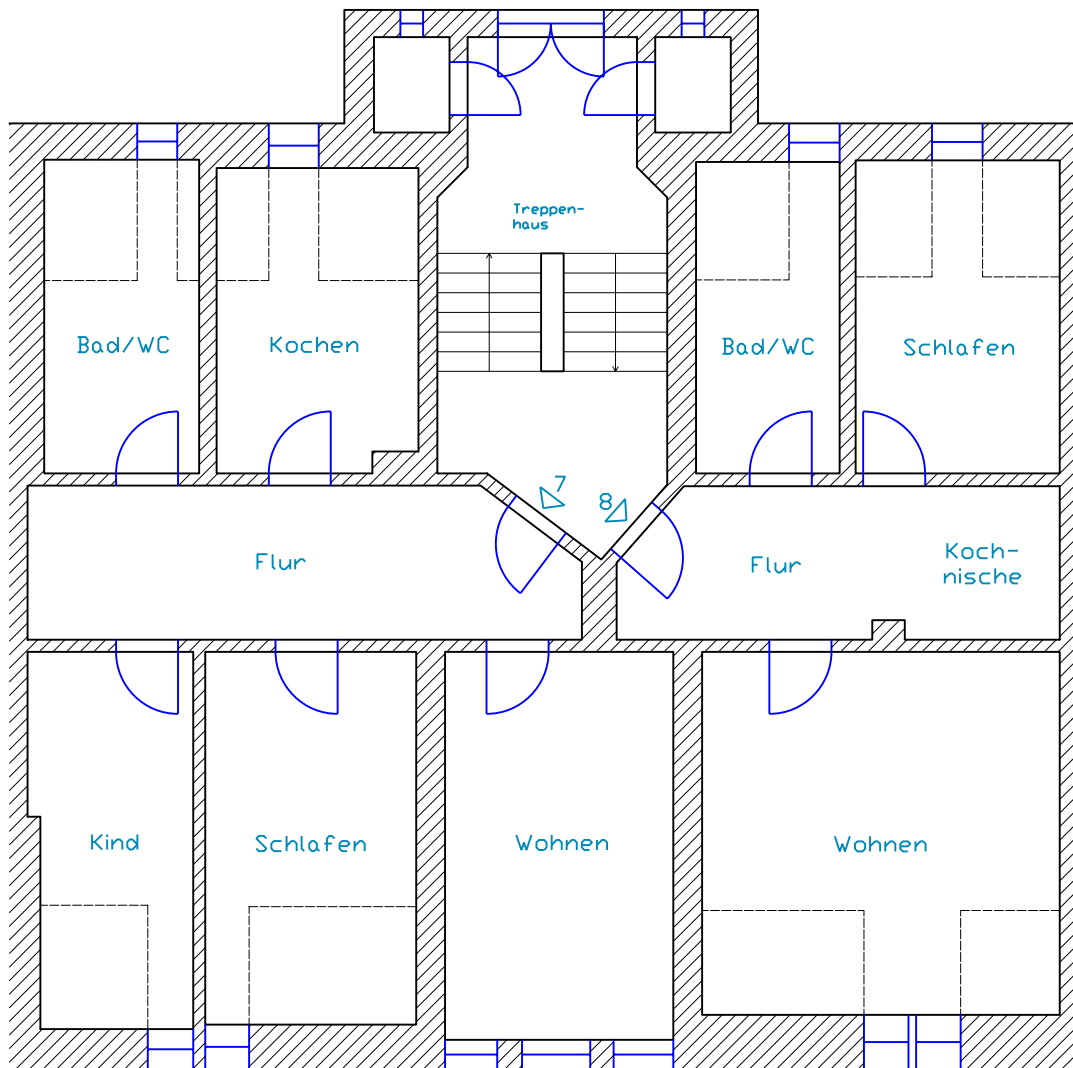 Treppen-
haus
Bad/WC
Kochen
Bad/WC
Schlafen
7
8
Flur
Flur
Koch-
nische
Kind
Schlafen
Wohnen
Wohnen